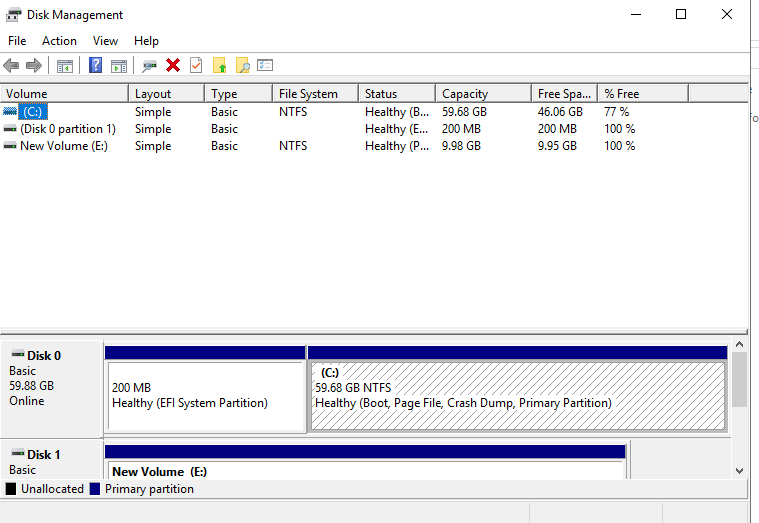 Disk Management
File Action View Help
Volume Layout Type File System Status Capacity Free Spa... % Free
(C:) Simple Basic NTFS Healthy (B... 59.68 GB 46.06 GB 77 %
(Disk 0 partition 1) Simple Basic Healthy (E... 200 MB 200 MB 100 %
New Volume (E:) Simple Basic NTFS Healthy (P... 9.98 GB 9.95 GB 100 %
Disk 0
Basic
59.88 GB
Online
200 MB
Healthy (EFI System Partition)
(C:)
59.68 GB NTFS
Healthy (Boot, Page File, Crash Dump, Primary Partition)
Disk 1
Basic
New Volume (E:)
Unallocated Primary partition